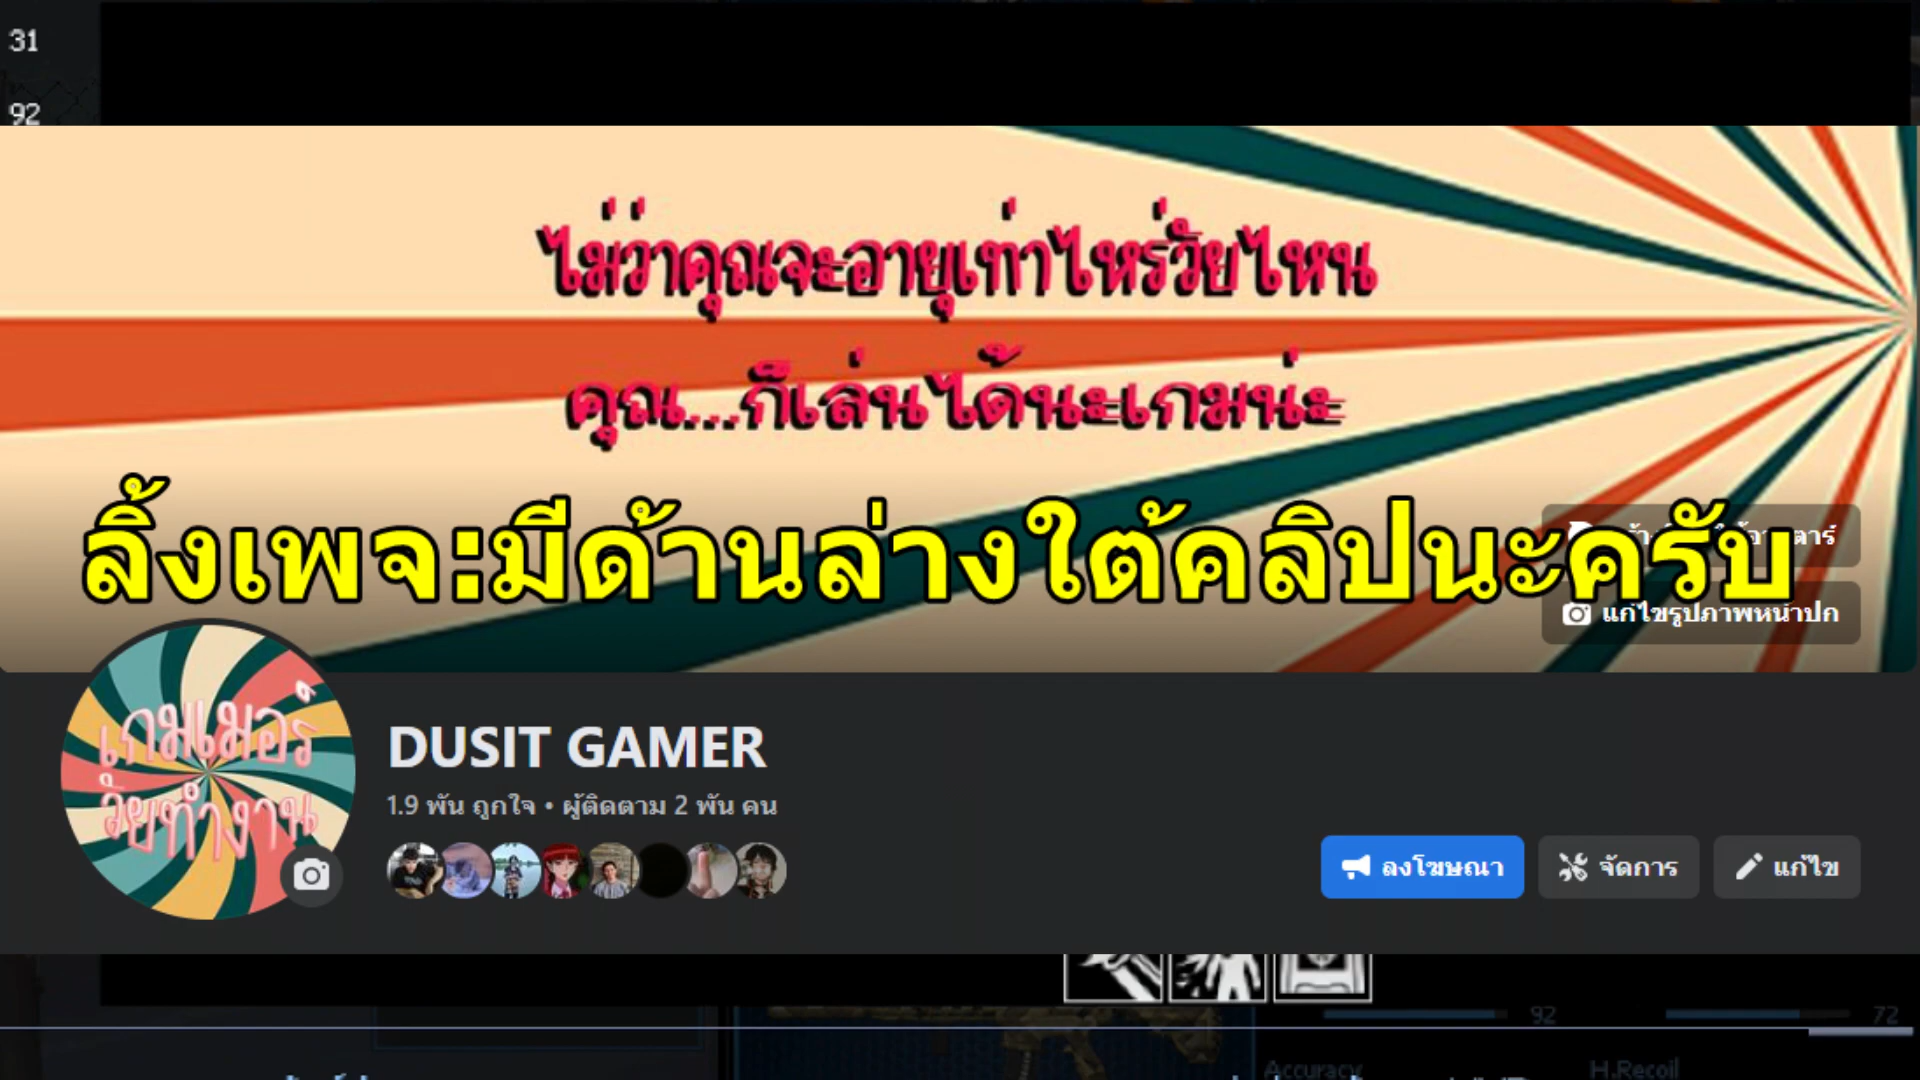 31
92
ไม่ว่าคุณจะอายุเท่าไหร่วัยไหน
คุณ...ก็เล่นได้นะเกมน่ะ
ลิ้งเพจ:มีด้านล่างใต้คลิปนะครับ
แก้ไขรูปภาพหน้าปก
เกมเมอร์
วัยทำงาน
DUSIT GAMER
1.9 พัน ถูกใจ • ผู้ติดตาม 2 พัน คน
ลงโฆษณา
จัดการ
แก้ไข
92
72
Accuracy
H.Recoil